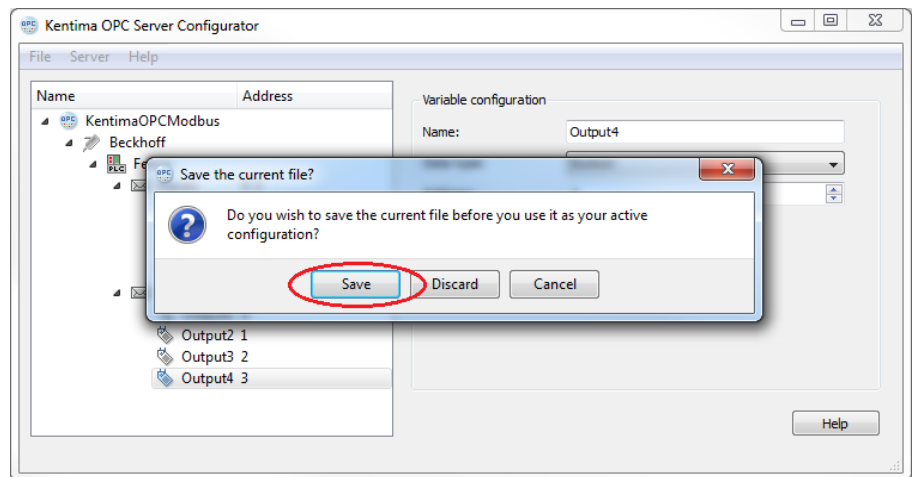 Kentima OPC Server Configurator
File Server Help
Name Address
Variable configuration
KentimaOPCModbus
Name: Output4
Beckhoff
PLC
OPC Save the current file?
Do you wish to save the current file before you use it as your active
configuration?
Save Discard Cancel
Output2 1
Output3 2
Output4 3
Help